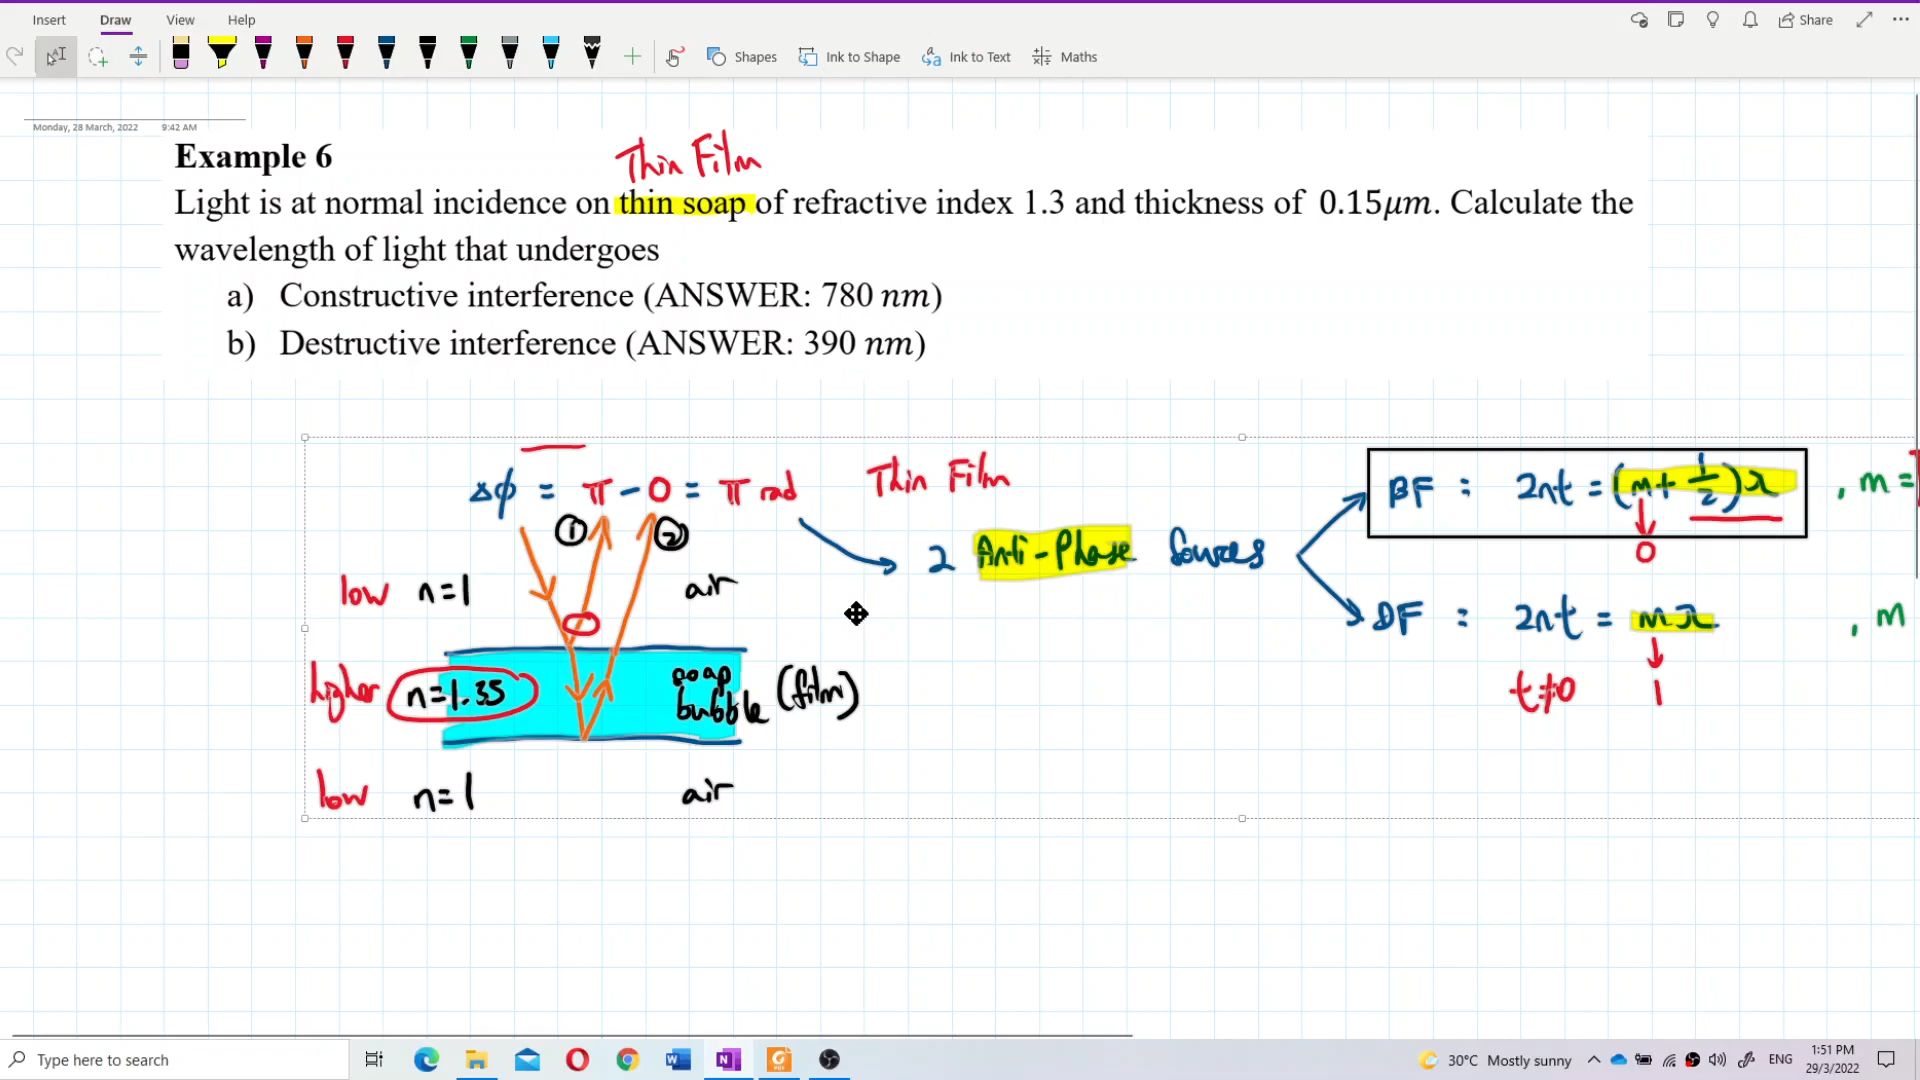 Insert Draw View Help
Share
Shapes Ink to Shape Ink to Text Maths
Monday, 28 March, 2022 9:42 AM
Example 6
Thin Film
Light is at normal incidence on thin soap of refractive index 1.3 and thickness of 0.15μm. Calculate the
wavelength of light that undergoes
a) Constructive interference (ANSWER: 780 nm)
b) Destructive interference (ANSWER: 390 nm)
Δϕ = π - 0 = π rad
Thin Film
BF : 2nt = (m + 1/2)λ , m =
0
① ②
2 Anti-Phase Sources
low n=1 air
DF : 2nt = mλ , m
t≠0 1
higher n=1.35 soap bubble (film)
low n=1 air
Type here to search
30°C Mostly sunny
ENG
1:51 PM
29/3/2022